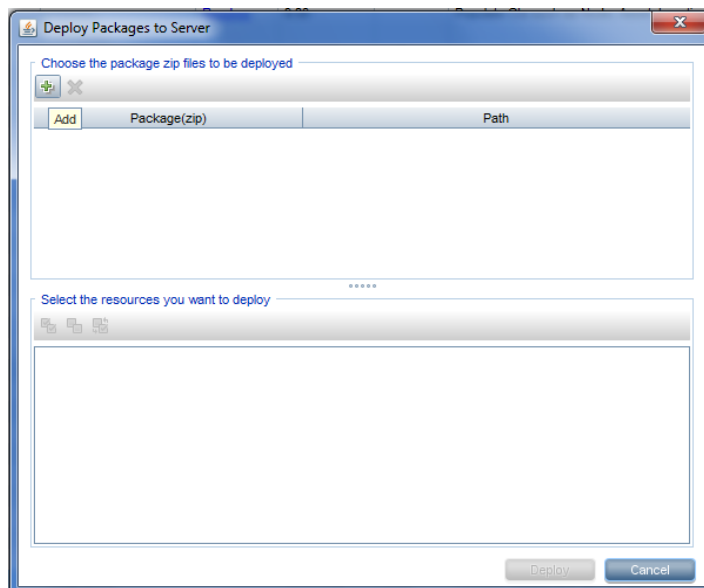 Deploy Packages to Server
Choose the package zip files to be deployed
Add
Package(zip) Path
Select the resources you want to deploy
Deploy Cancel